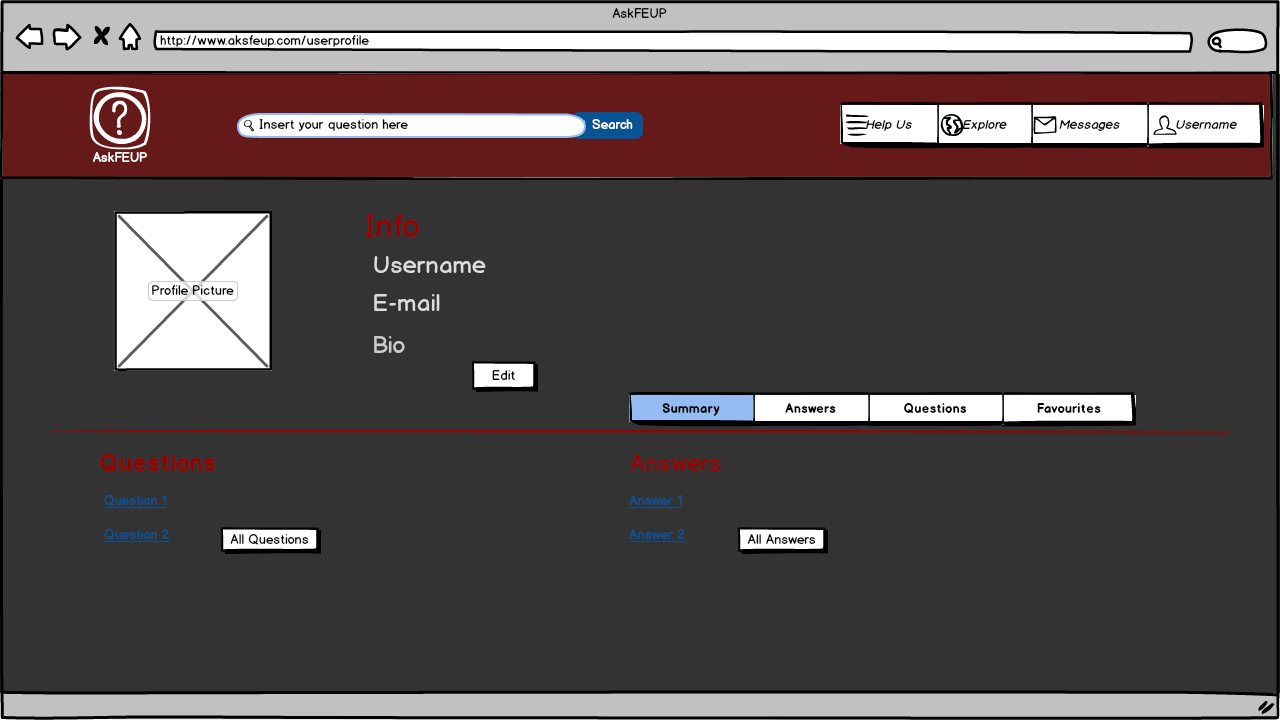 AskFEUP
http://www.aksfeup.com/userprofile
?
AskFEUP
Insert your question here
Search
Help Us
Explore
Messages
Username
Profile Picture
Info
Username
E-mail
Bio
Edit
Summary
Answers
Questions
Favourites
Questions
Question 1
Question 2
All Questions
Answers
Answer 1
Answer 2
All Answers